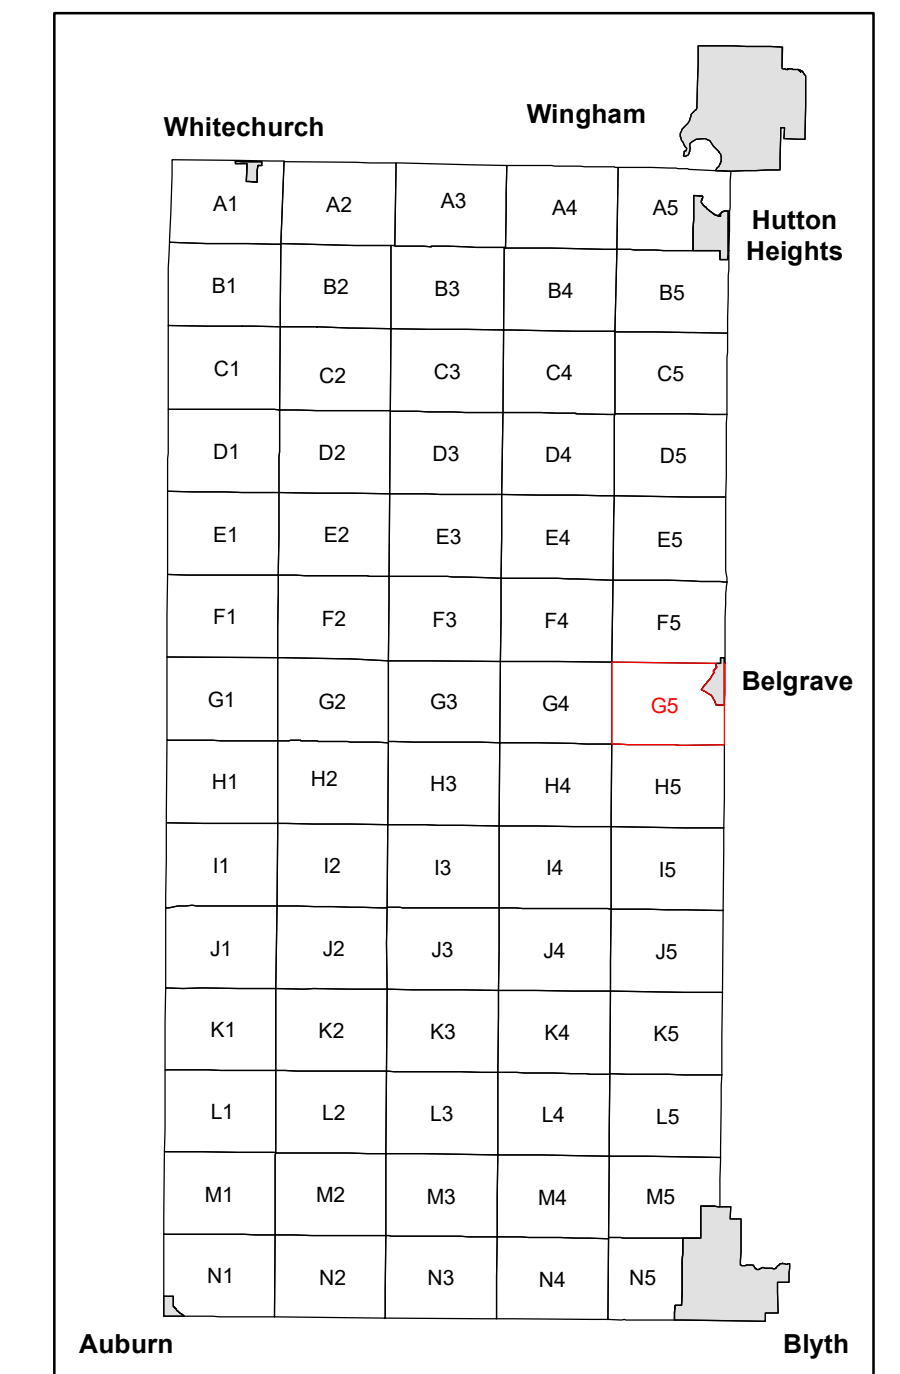 Wingham
Whitechurch
A1 A2 A3 A4 A5
Hutton
Heights
B1 B2 B3 B4 B5
C1 C2 C3 C4 C5
D1 D2 D3 D4 D5
E1 E2 E3 E4 E5
F1 F2 F3 F4 F5
Belgrave
G1 G2 G3 G4 G5
H1 H2 H3 H4 H5
I1 I2 I3 I4 I5
J1 J2 J3 J4 J5
K1 K2 K3 K4 K5
L1 L2 L3 L4 L5
M1 M2 M3 M4 M5
N1 N2 N3 N4 N5
Auburn Blyth